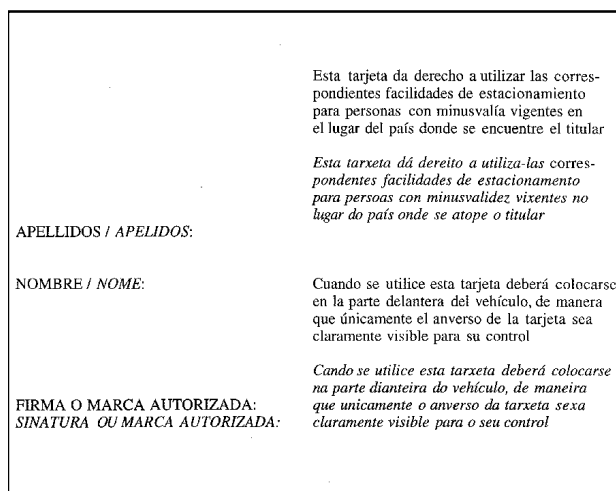 Esta tarjeta da derecho a utilizar las corres-
pondientes facilidades de estacionamiento
para personas con minusvalía vigentes en
el lugar del país donde se encuentre el titular
Esta tarxeta dá dereito a utiliza-las corres-
pondentes facilidades de estacionamento
para persoas con minusvalidez vixentes no
lugar do país onde se atope o titular
APELLIDOS / APELIDOS:
NOMBRE / NOME:
Cuando se utilice esta tarjeta deberá colocarse
en la parte delantera del vehículo, de manera
que únicamente el anverso de la tarjeta sea
claramente visible para su control
Cando se utilice esta tarxeta deberá colocarse
na parte dianteira do vehículo, de maneira
que unicamente o anverso da tarxeta sexa
claramente visible para o seu control
FIRMA O MARCA AUTORIZADA:
SINATURA OU MARCA AUTORIZADA: